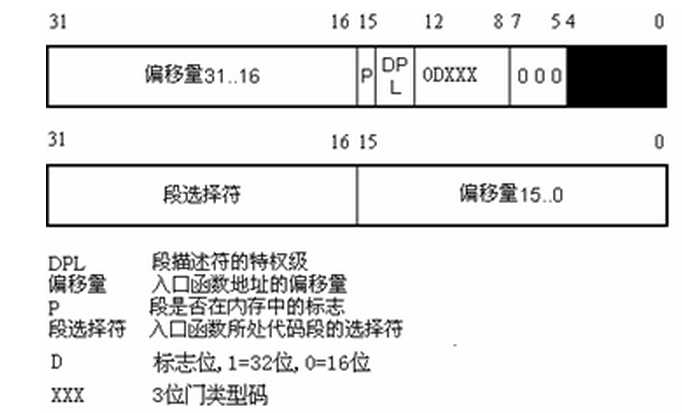 31 16 15 12 8 7 5 4 0
偏移量31..16 P DPL 0DXXX 0 0 0
31 16 15 0
段选择符 偏移量15..0
DPL 段描述符的特权级
偏移量 入口函数地址的偏移量
P 段是否在内存中的标志
段选择符 入口函数所处代码段的选择符
D 标志位,1=32位,0=16位
XXX 3位门类型码